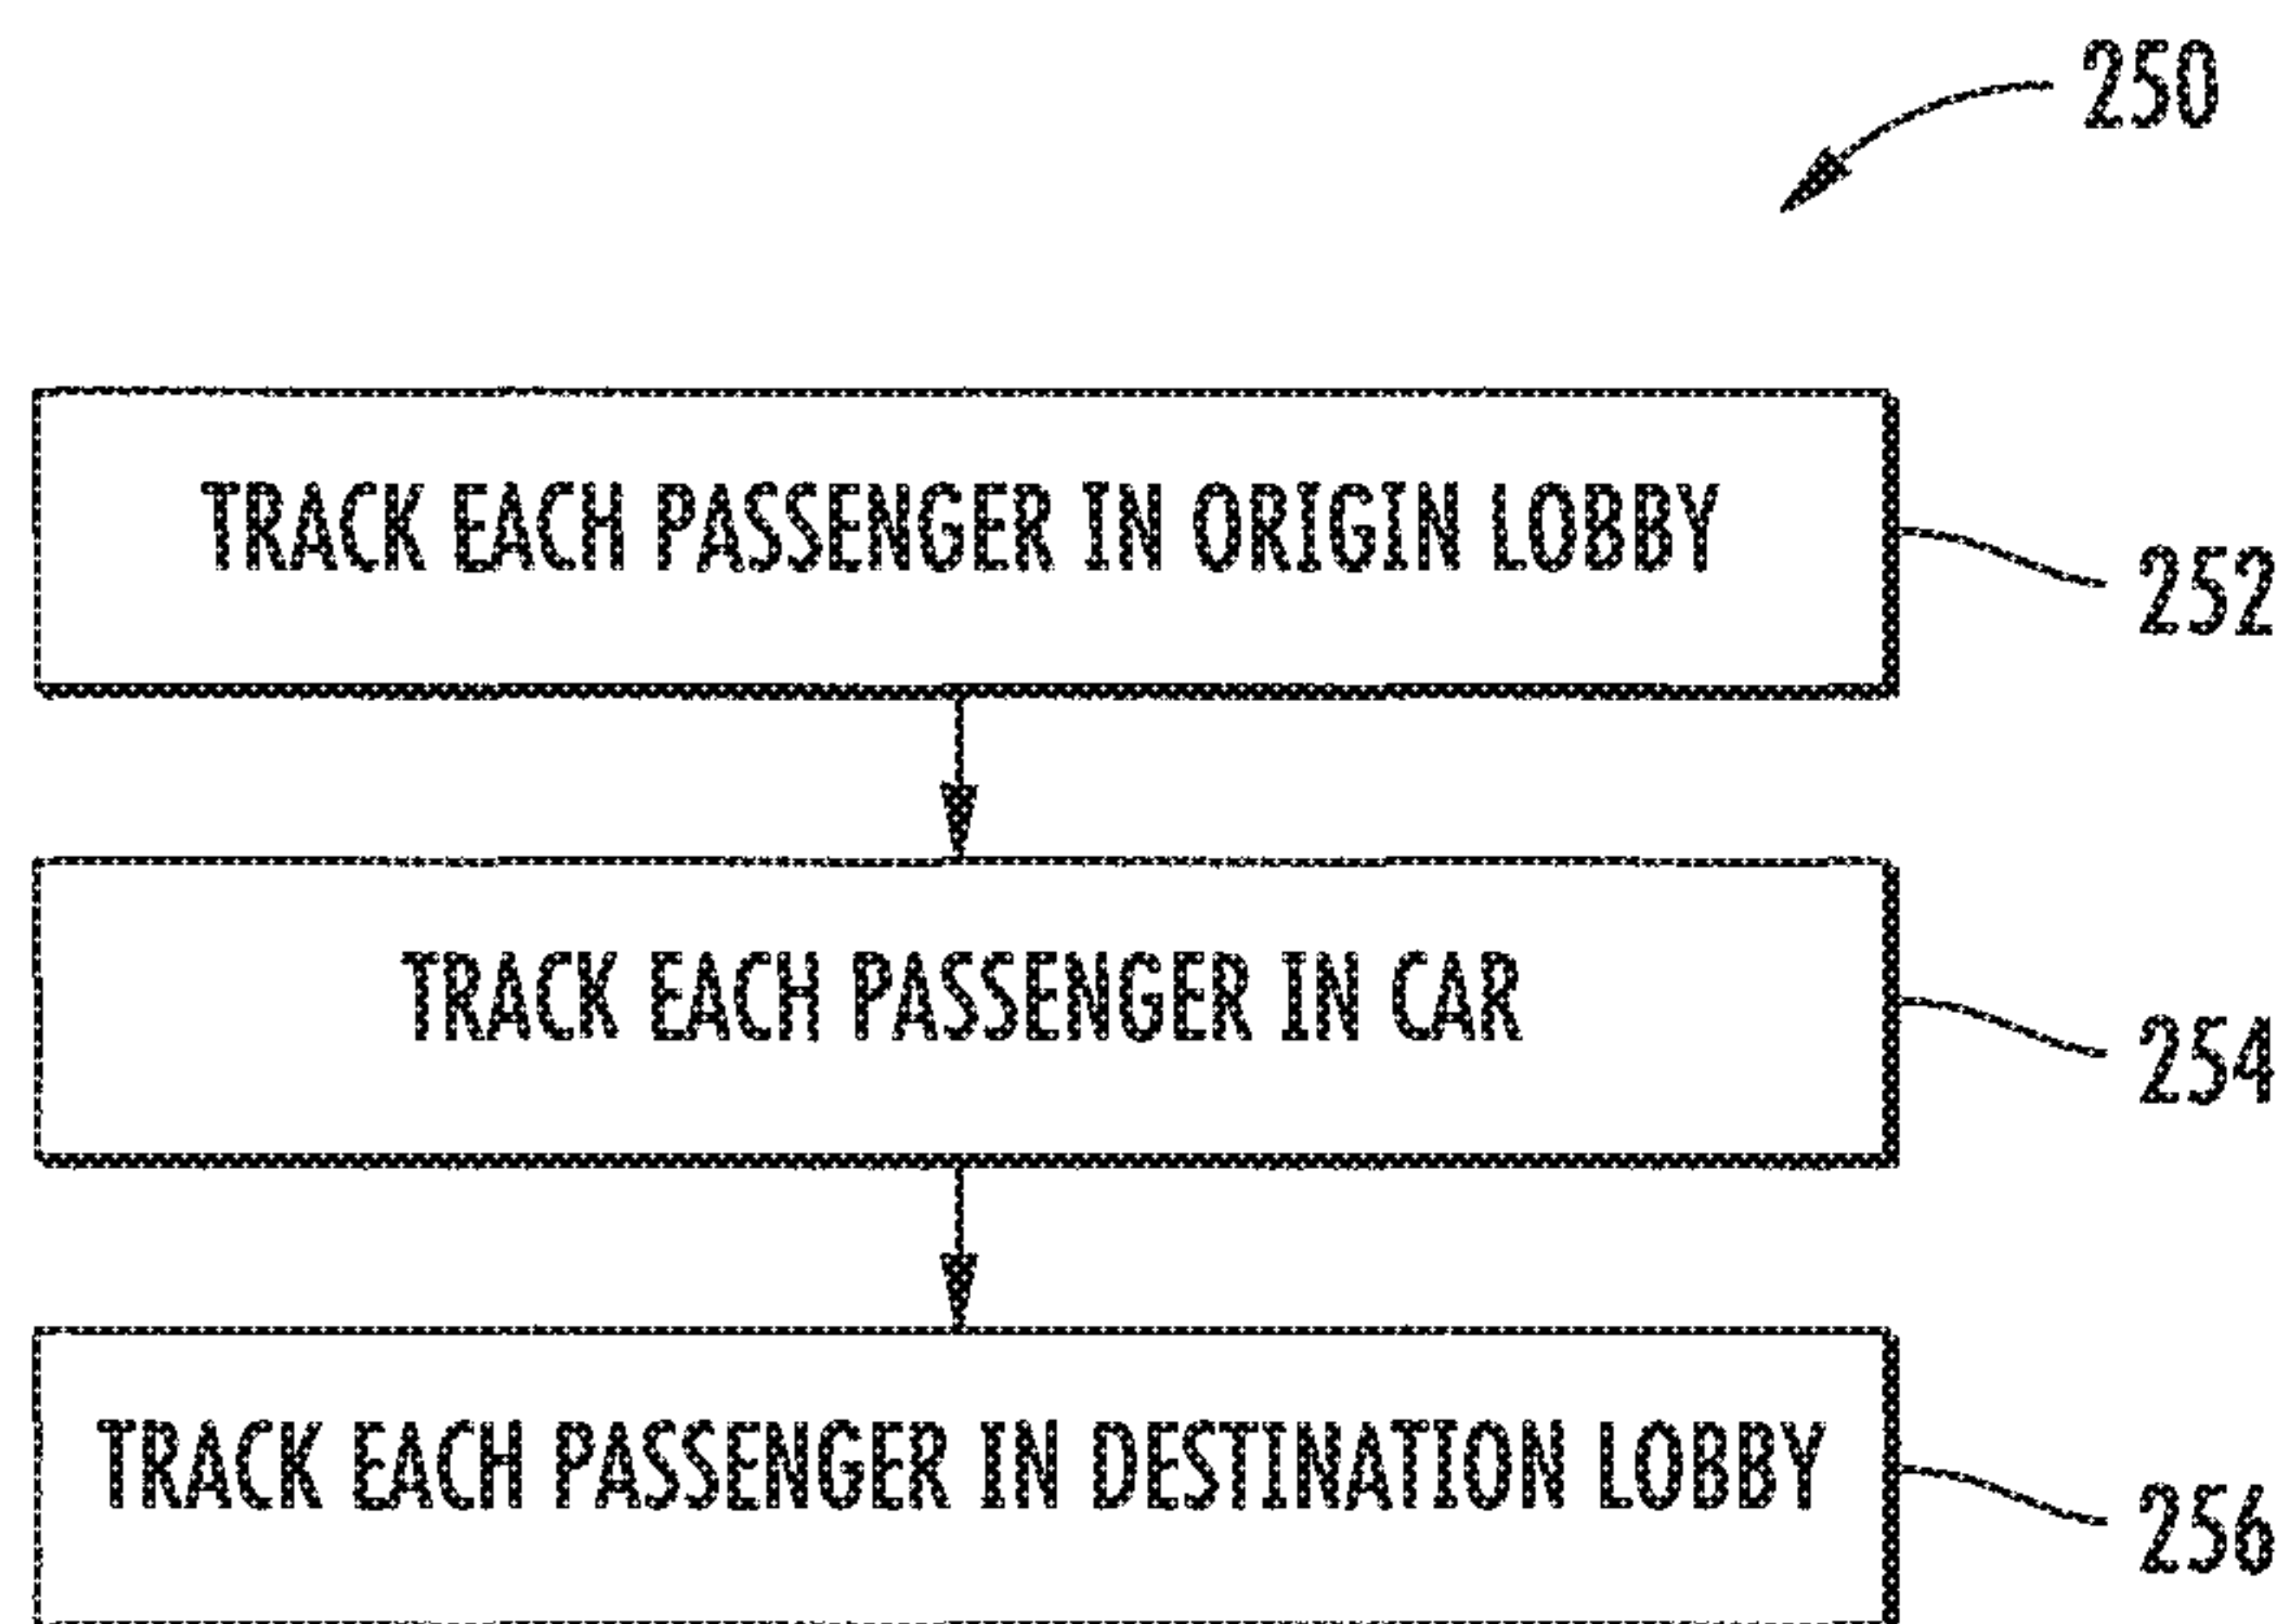 250
TRACK EACH PASSENGER IN ORIGIN LOBBY
252
TRACK EACH PASSENGER IN CAR
254
TRACK EACH PASSENGER IN DESTINATION LOBBY
256